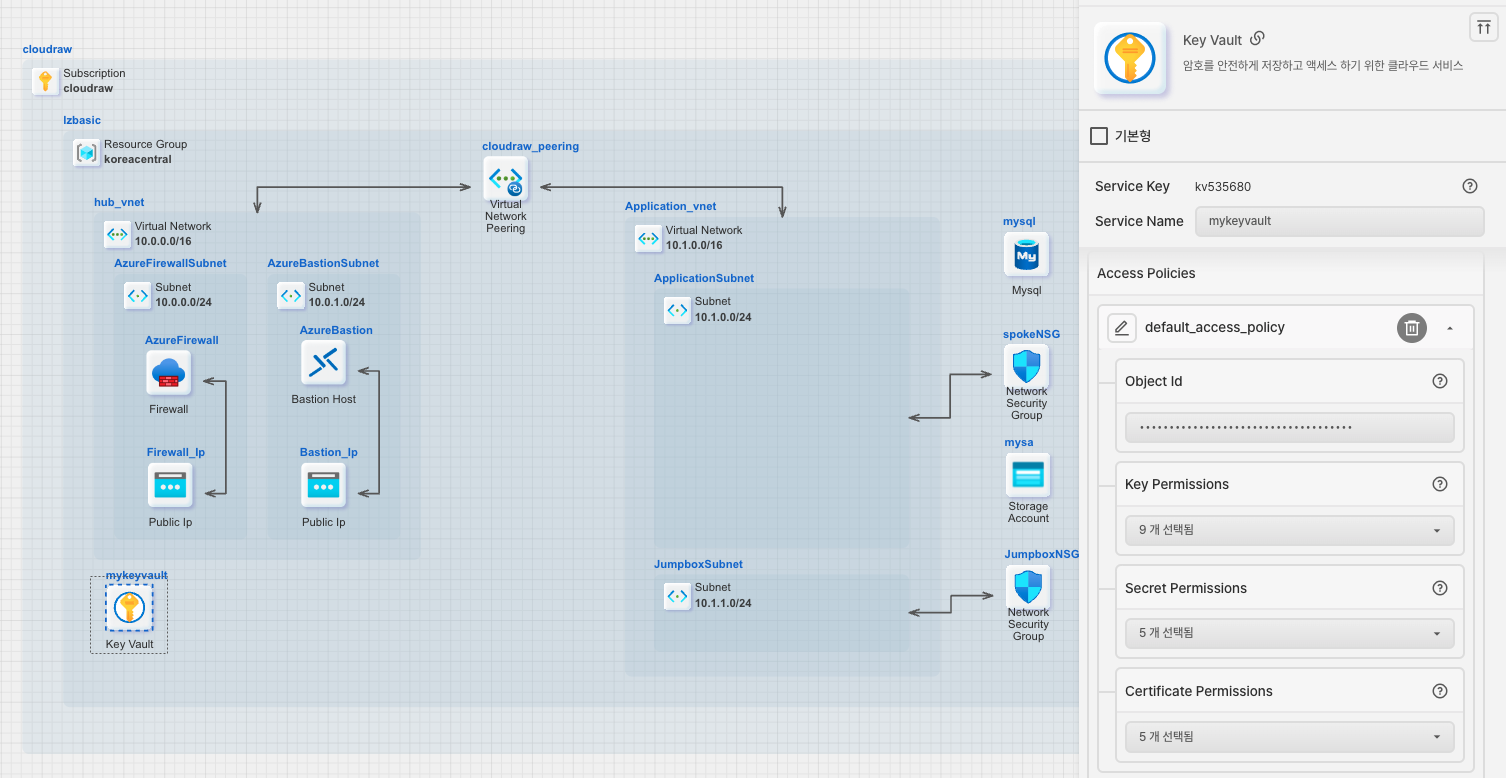 cloudraw
Subscription
cloudraw
lzbasic
Resource Group
koreacentral
cloudraw_peering
Virtual
Network
Peering
hub_vnet
Virtual Network
10.0.0.0/16
AzureFirewallSubnet
Subnet
10.0.0.0/24
AzureFirewall
Firewall
Firewall_Ip
Public Ip
AzureBastionSubnet
Subnet
10.0.1.0/24
AzureBastion
Bastion Host
Bastion_Ip
Public Ip
mykeyvault
Key Vault
Application_vnet
Virtual Network
10.1.0.0/16
ApplicationSubnet
Subnet
10.1.0.0/24
JumpboxSubnet
Subnet
10.1.1.0/24
mysql
My
Mysql
spokeNSG
Network
Security
Group
mysa
Storage
Account
JumpboxNSG
Network
Security
Group
Key Vault
암호를 안전하게 저장하고 액세스 하기 위한 클라우드 서비스
기본형
Service Key kv535680
Service Name mykeyvault
Access Policies
default_access_policy
Object Id
Key Permissions
9 개 선택됨
Secret Permissions
5 개 선택됨
Certificate Permissions
5 개 선택됨